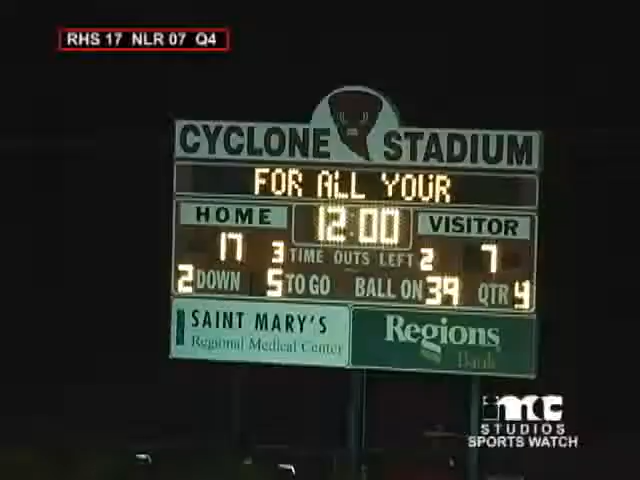 RHS 17 NLR 07 Q4
CYCLONE STADIUM
FOR ALL YOUR
HOME 12:00 VISITOR
17 3 TIME OUTS LEFT 2 7
2 DOWN 5 TO GO BALL ON 39 QTR 4
SAINT MARY'S
Regional Medical Center
Regions
Bank
imc
STUDIOS
SPORTS WATCH